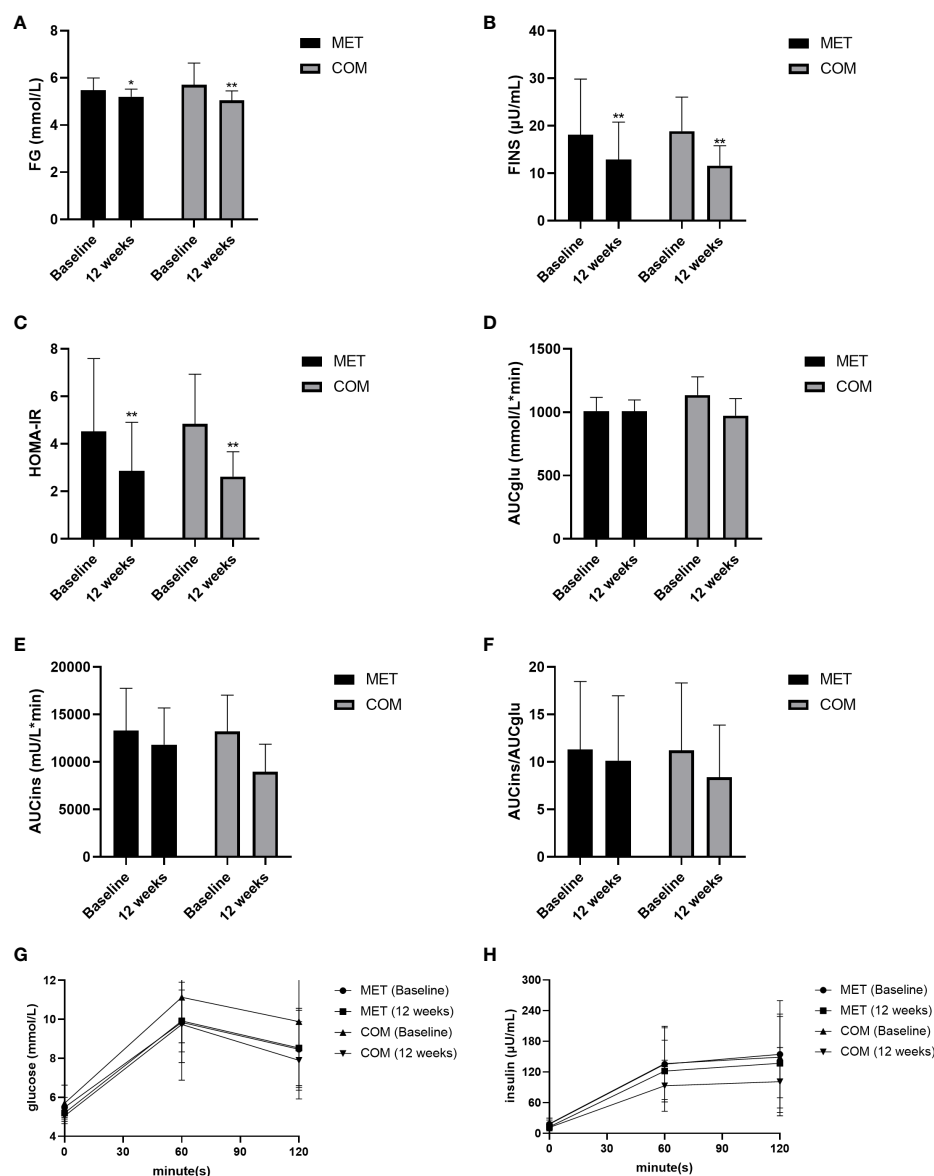 A
FG (mmol/L)
8
6
4
2
0
*
**
Baseline
12 weeks
Baseline
12 weeks
MET
COM
B
FINS (µU/mL)
40
30
20
10
0
**
**
Baseline
12 weeks
Baseline
12 weeks
MET
COM
C
HOMA-IR
8
6
4
2
0
**
**
Baseline
12 weeks
Baseline
12 weeks
MET
COM
D
AUCglu (mmol/L*min)
1500
1000
500
0
Baseline
12 weeks
Baseline
12 weeks
MET
COM
E
AUCins (mU/L*min)
20000
15000
10000
5000
0
Baseline
12 weeks
Baseline
12 weeks
MET
COM
F
AUCins/AUCglu
20
15
10
5
0
Baseline
12 weeks
Baseline
12 weeks
MET
COM
G
glucose (mmol/L)
12
10
8
6
4
0 30 60 90 120
minute(s)
MET (Baseline)
MET (12 weeks)
COM (Baseline)
COM (12 weeks)
H
insulin (µU/mL)
300
240
180
120
60
0
0 30 60 90 120
minute(s)
MET (Baseline)
MET (12 weeks)
COM (Baseline)
COM (12 weeks)